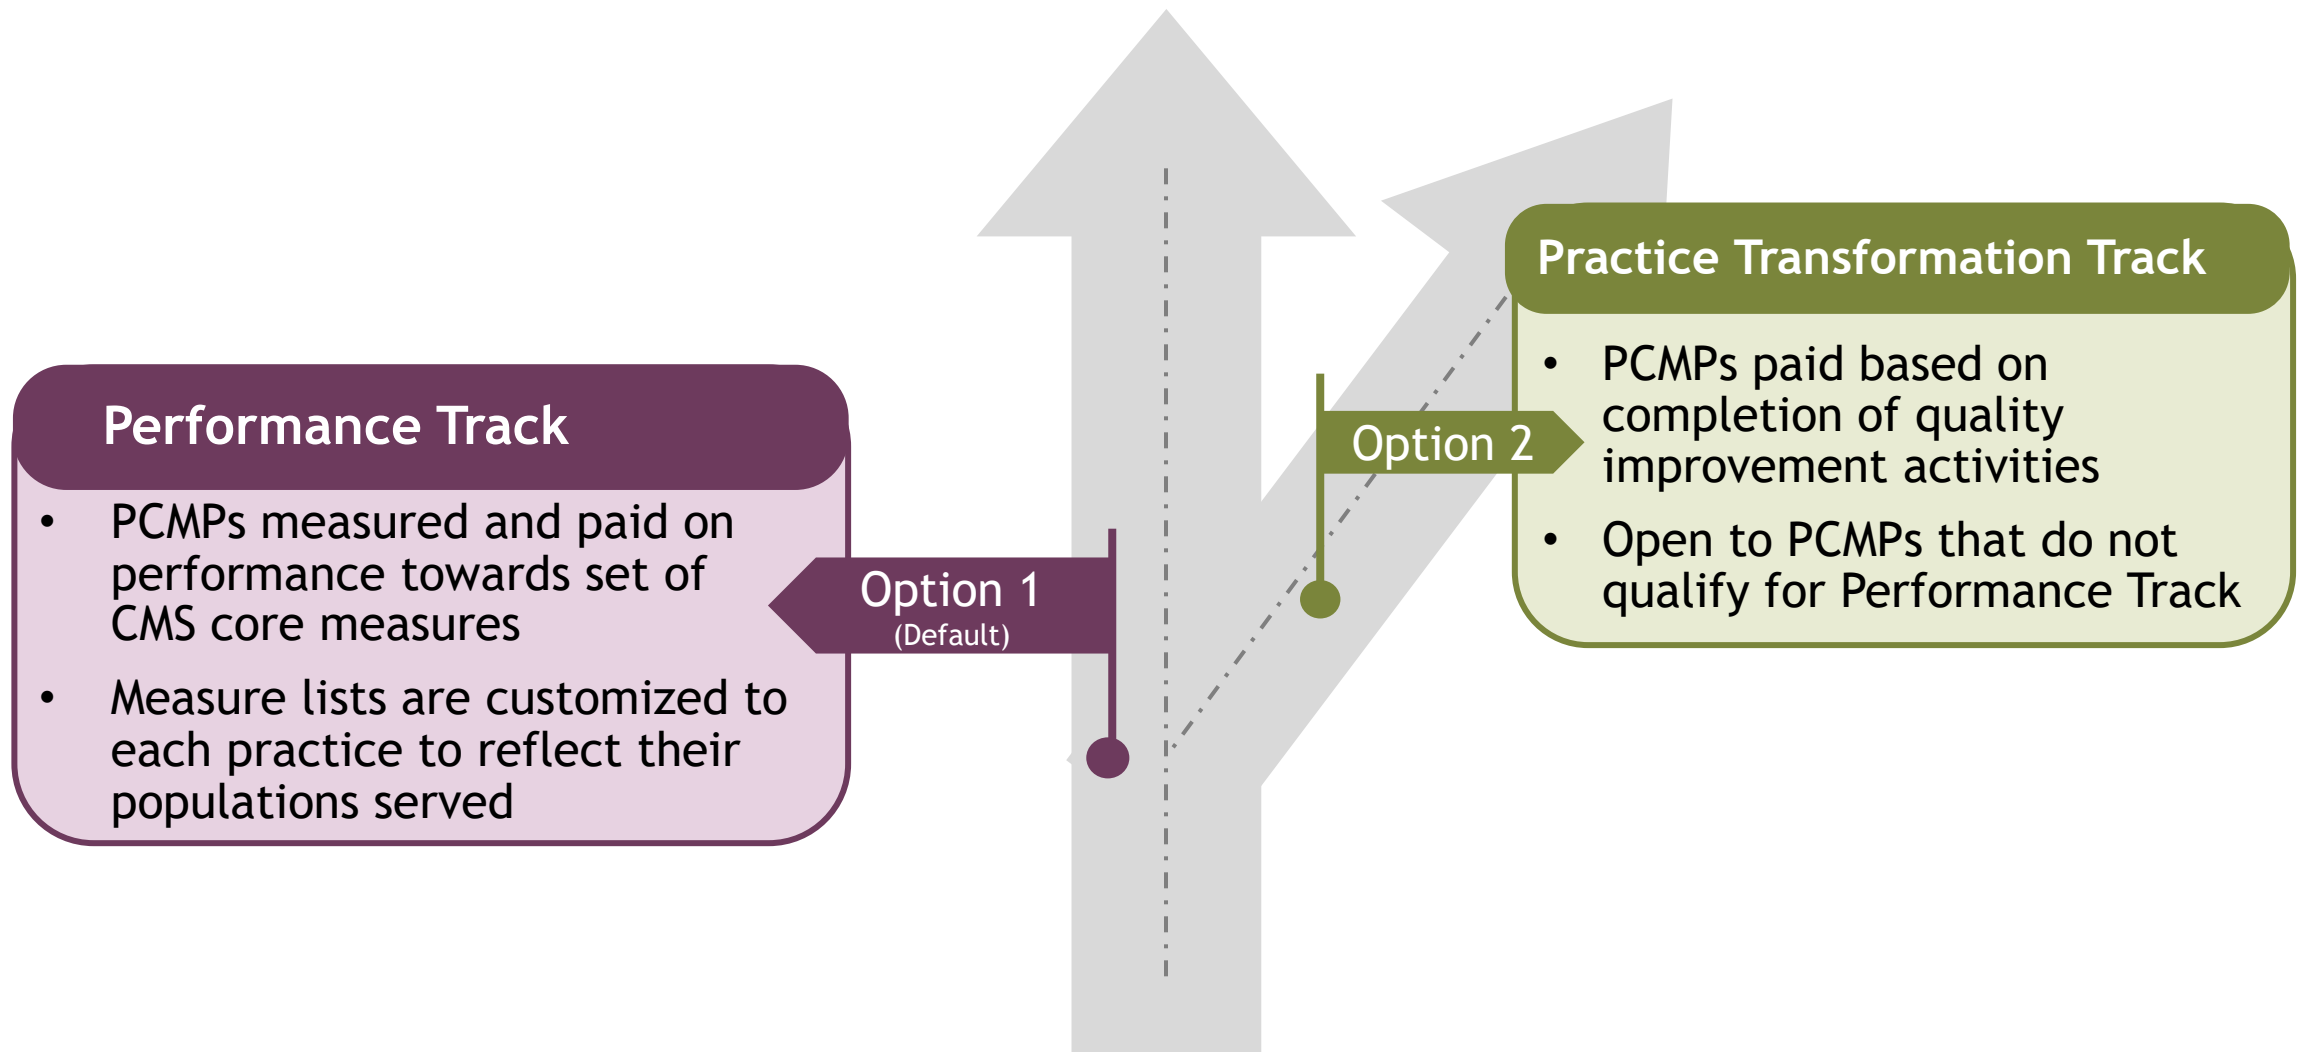 Performance Track
• PCMPs measured and paid on
performance towards set of
CMS core measures
• Measure lists are customized to
each practice to reflect their
populations served
Option 1
(Default)
Option 2
Practice Transformation Track
• PCMPs paid based on
completion of quality
improvement activities
• Open to PCMPs that do not
qualify for Performance Track